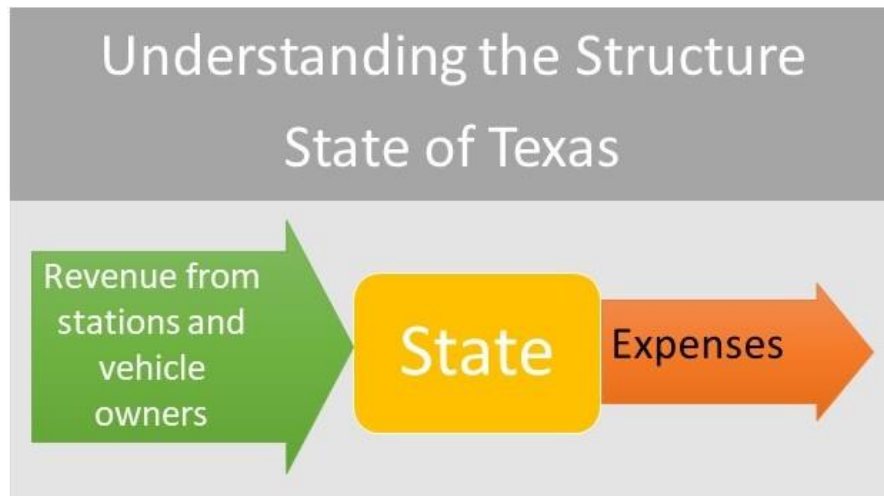 Understanding the Structure
State of Texas
Revenue from
stations and
vehicle
owners
State
Expenses